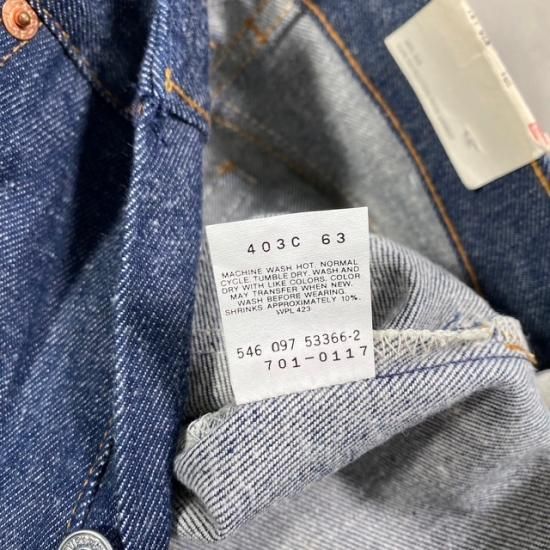 403C 63
MACHINE WASH HOT, NORMAL
CYCLE, TUMBLE DRY, WASH AND
DRY WITH LIKE COLORS. COLOR
MAY TRANSFER WHEN NEW.
WASH BEFORE WEARING.
SHRINKS APPROXIMATELY 10%.
WPL 423
546 097 53366-2
701-0117